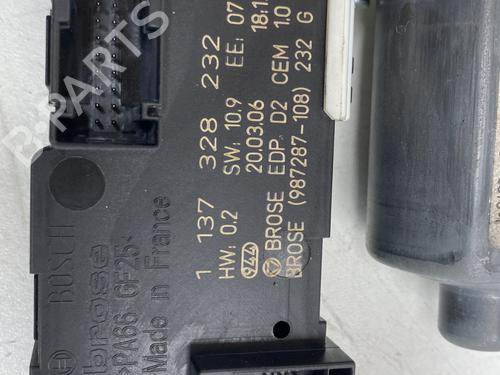 1 137 328 232
HW: 0.2 SW: 10.9 EE: 07
944 20.03.06 18:1
BROSE EDP D2 CEM 1.0
BROSE (987287-108) 232 G
BOSCH
brose
>PA66-GF25<
Made in France
B-PARTS